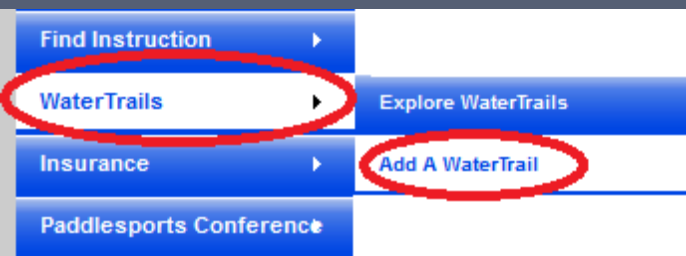 Find Instruction
WaterTrails
Explore WaterTrails
Insurance
Add A WaterTrail
Paddlesports Conference